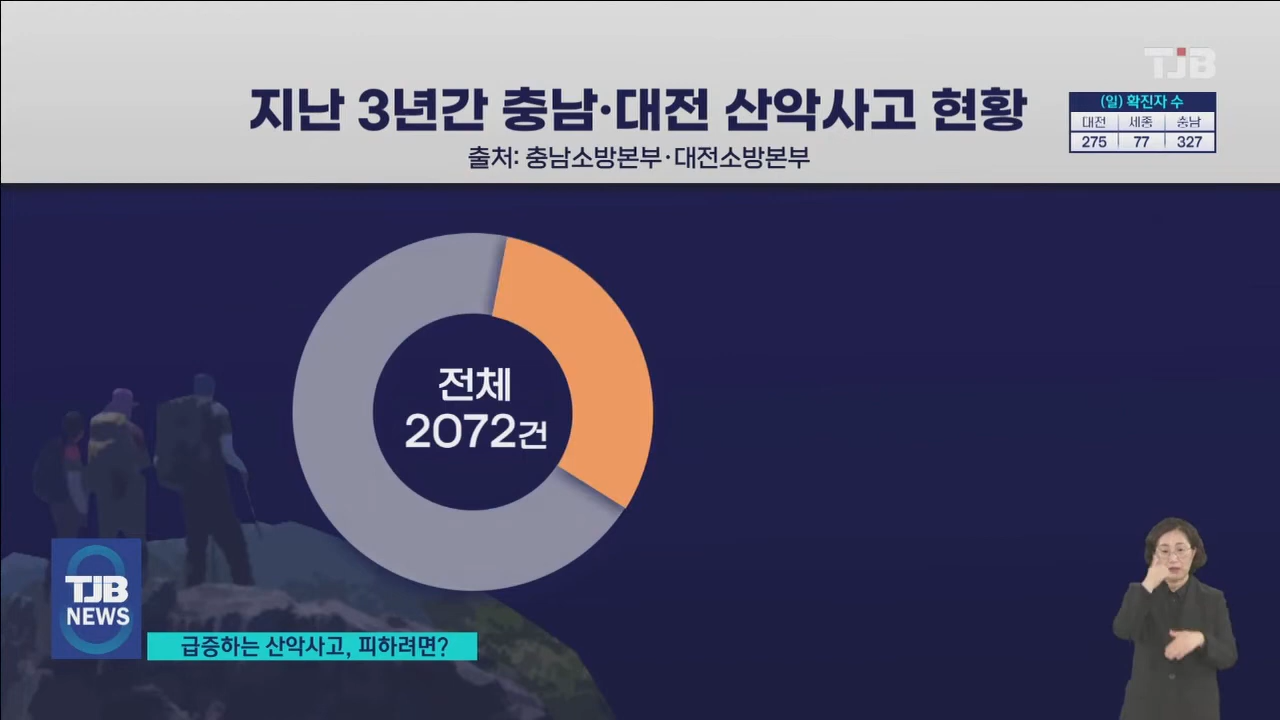 TJB
지난 3년간 충남·대전 산악사고 현황
출처: 충남소방본부·대전소방본부
(일) 확진자 수
대전 세종 충남
275 77 327
전체
2072건
TJB
NEWS
급증하는 산악사고, 피하려면?